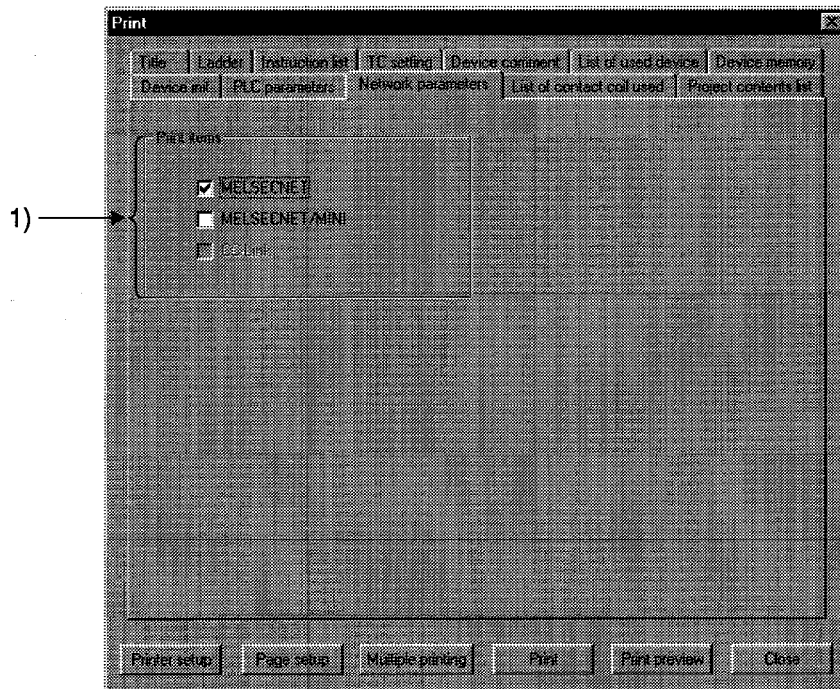 Print
Title Ladder Instruction list TC setting Device comment List of used device Device memory
Device init PLC parameters Network parameters List of contact coil used Project contents list
Print items
MELSECNET
1)
MELSECNET/MINI
CC-Link
Printer setup Page setup Multiple printing Print Print preview Close